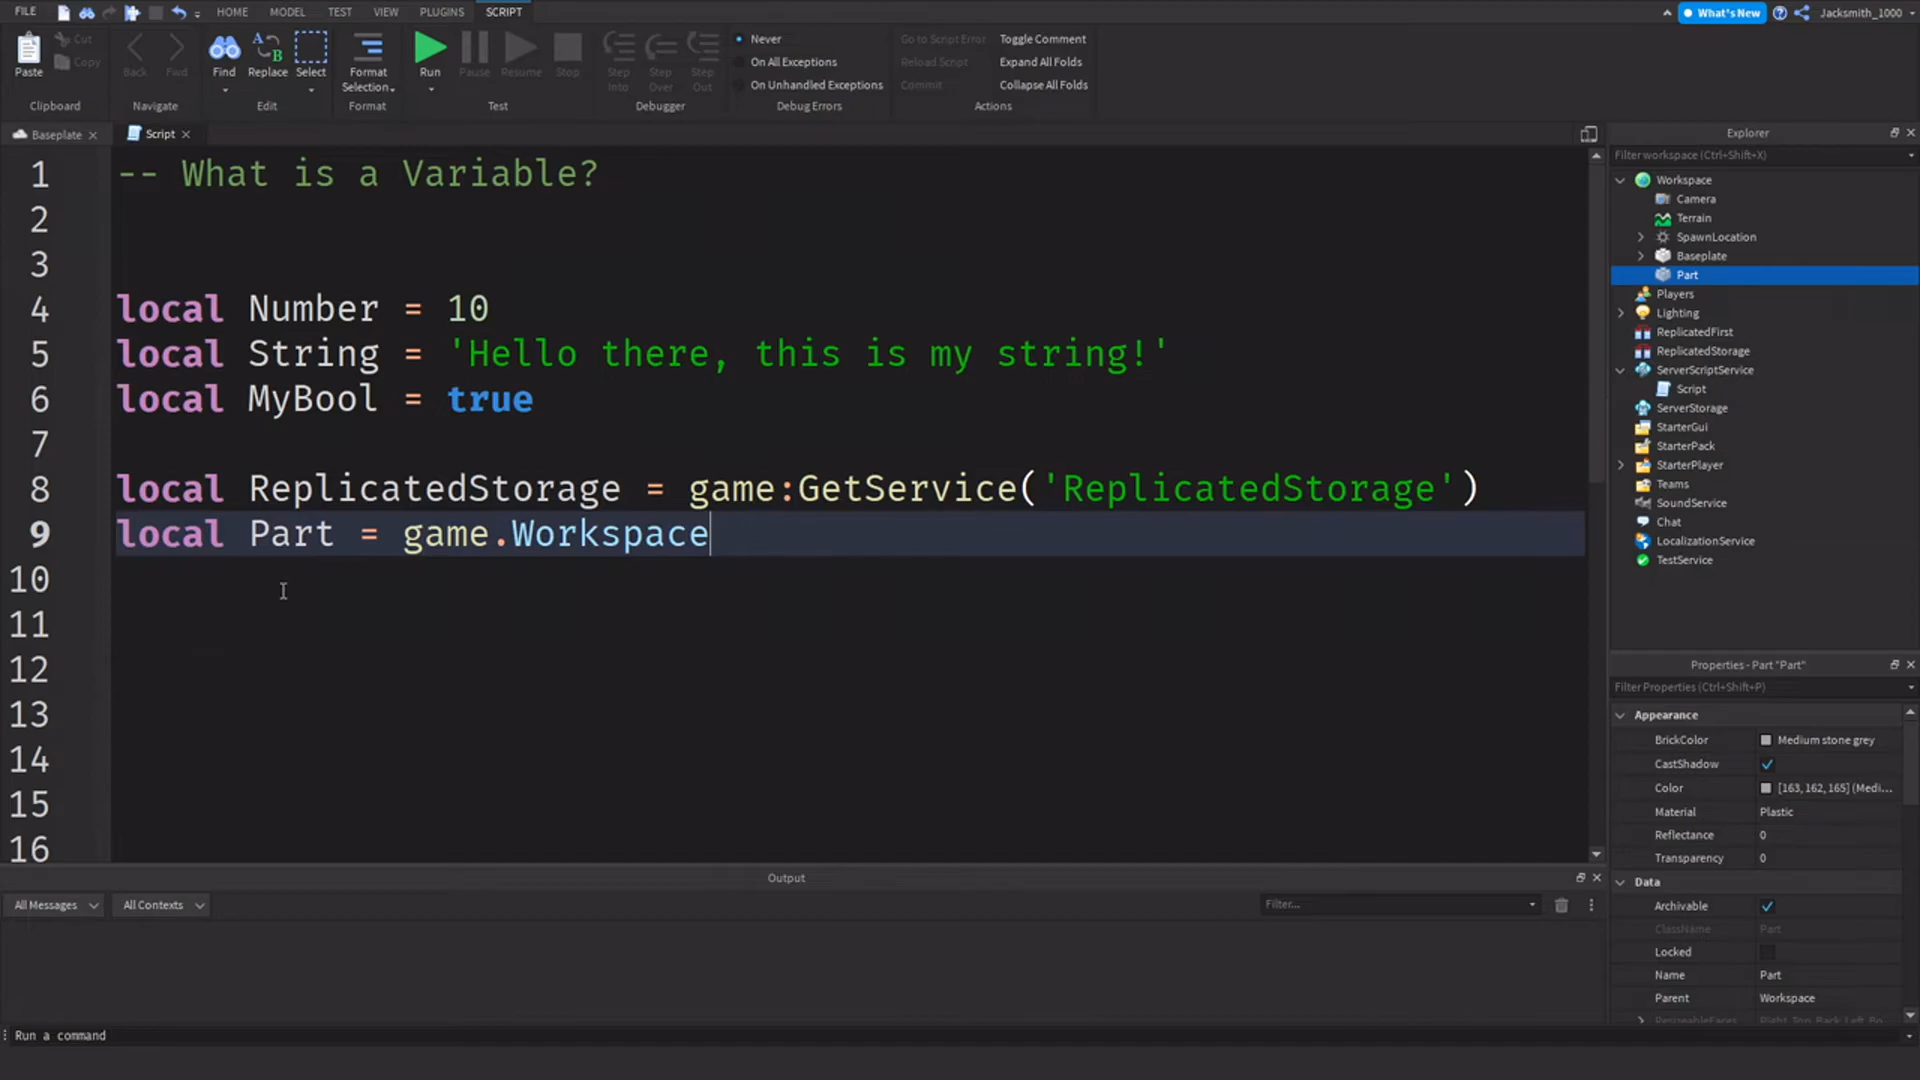 FILE HOME MODEL TEST VIEW PLUGINS SCRIPT What's New Jacksmith_1000
Paste Cut Copy Back Fwd Find Replace Select Format Selection Run Pause Resume Stop Step Into Step Over Step Out
Never
On All Exceptions
On Unhandled Exceptions
Go to Script Error Toggle Comment
Reload Script Expand All Folds
Commit Collapse All Folds
Clipboard Navigate Edit Format Test Debugger Debug Errors Actions
Baseplate Script
1 -- What is a Variable?
2
3
4 local Number = 10
5 local String = 'Hello there, this is my string!'
6 local MyBool = true
7
8 local ReplicatedStorage = game:GetService('ReplicatedStorage')
9 local Part = game.Workspace
10
11
12
13
14
15
16
Output
All Messages All Contexts Filter...
Run a command
Explorer
Filter workspace (Ctrl+Shift+X)
Workspace
Camera
Terrain
SpawnLocation
Baseplate
Part
Players
Lighting
ReplicatedFirst
ReplicatedStorage
ServerScriptService
Script
ServerStorage
StarterGui
StarterPack
StarterPlayer
Teams
SoundService
Chat
LocalizationService
TestService
Properties - Part "Part"
Filter Properties (Ctrl+Shift+P)
Appearance
BrickColor Medium stone grey
CastShadow
Color [163, 162, 165] (Medi...
Material Plastic
Reflectance 0
Transparency 0
Data
Archivable
ClassName Part
Locked
Name Part
Parent Workspace